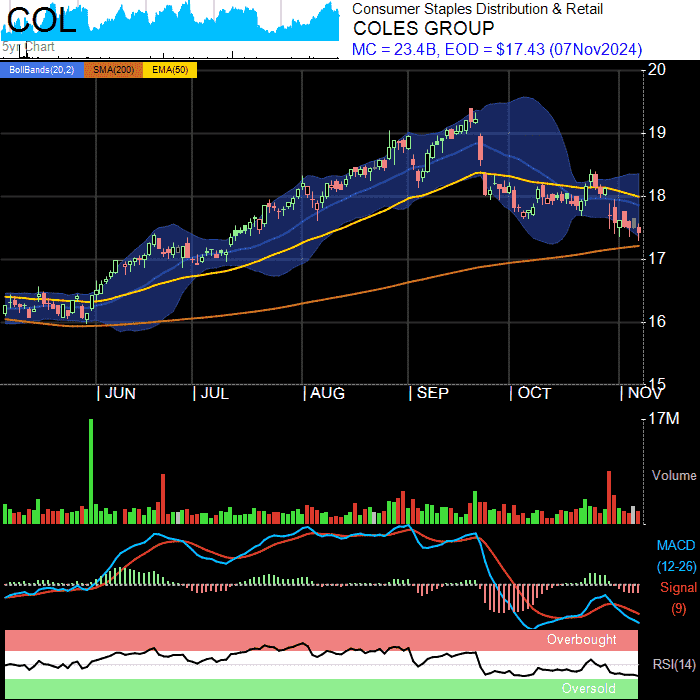 COL
5yr Chart
Consumer Staples Distribution & Retail
COLES GROUP
MC = 23.4B, EOD = $17.43 (07Nov2024)
BollBands(20,2) SMA(200) EMA(50)
20
19
18
17
16
15
JUN JUL AUG SEP OCT NOV
17M
Volume
MACD
(12-26)
Signal
(9)
Overbought
RSI(14)
Oversold